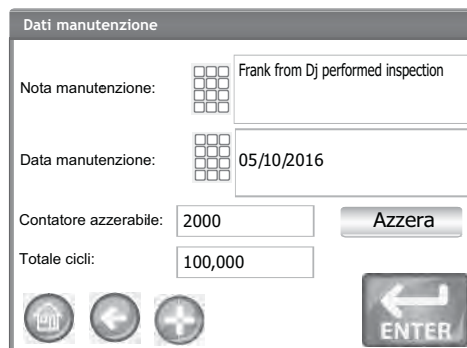 Dati manutenzione
Nota manutenzione:
Frank from Dj performed inspection
Data manutenzione:
05/10/2016
Contatore azzerabile:
2000
Azzera
Totale cicli:
100,000
ENTER